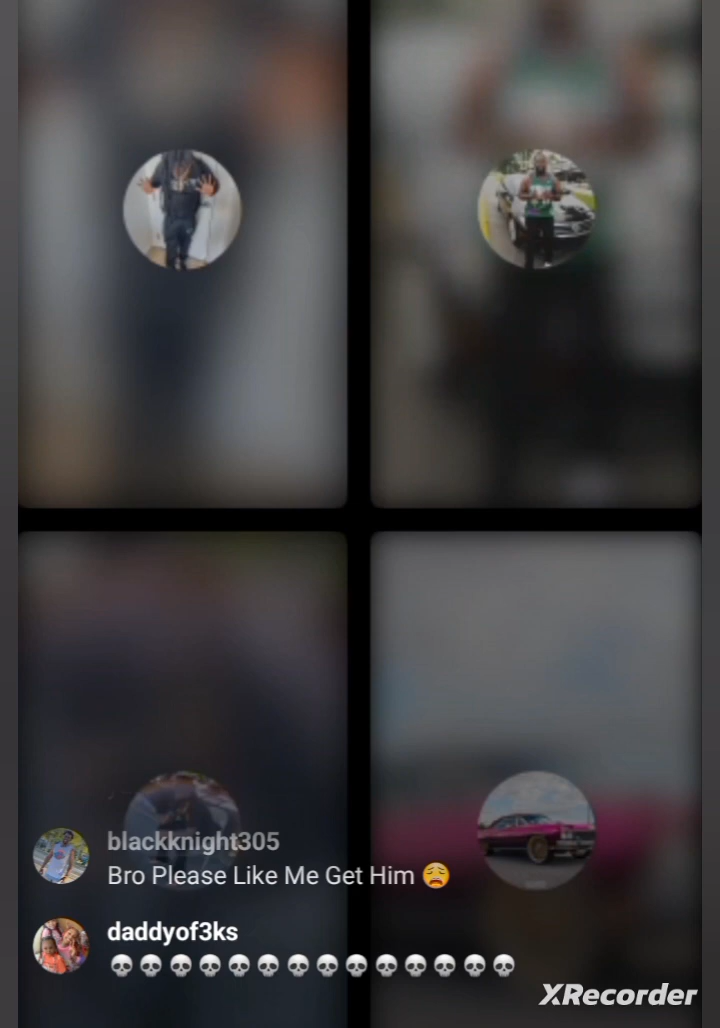 blackknight305
Bro Please Like Me Get Him 😩
daddyof3ks
💀💀💀💀💀💀💀💀💀💀💀💀💀💀
XRecorder